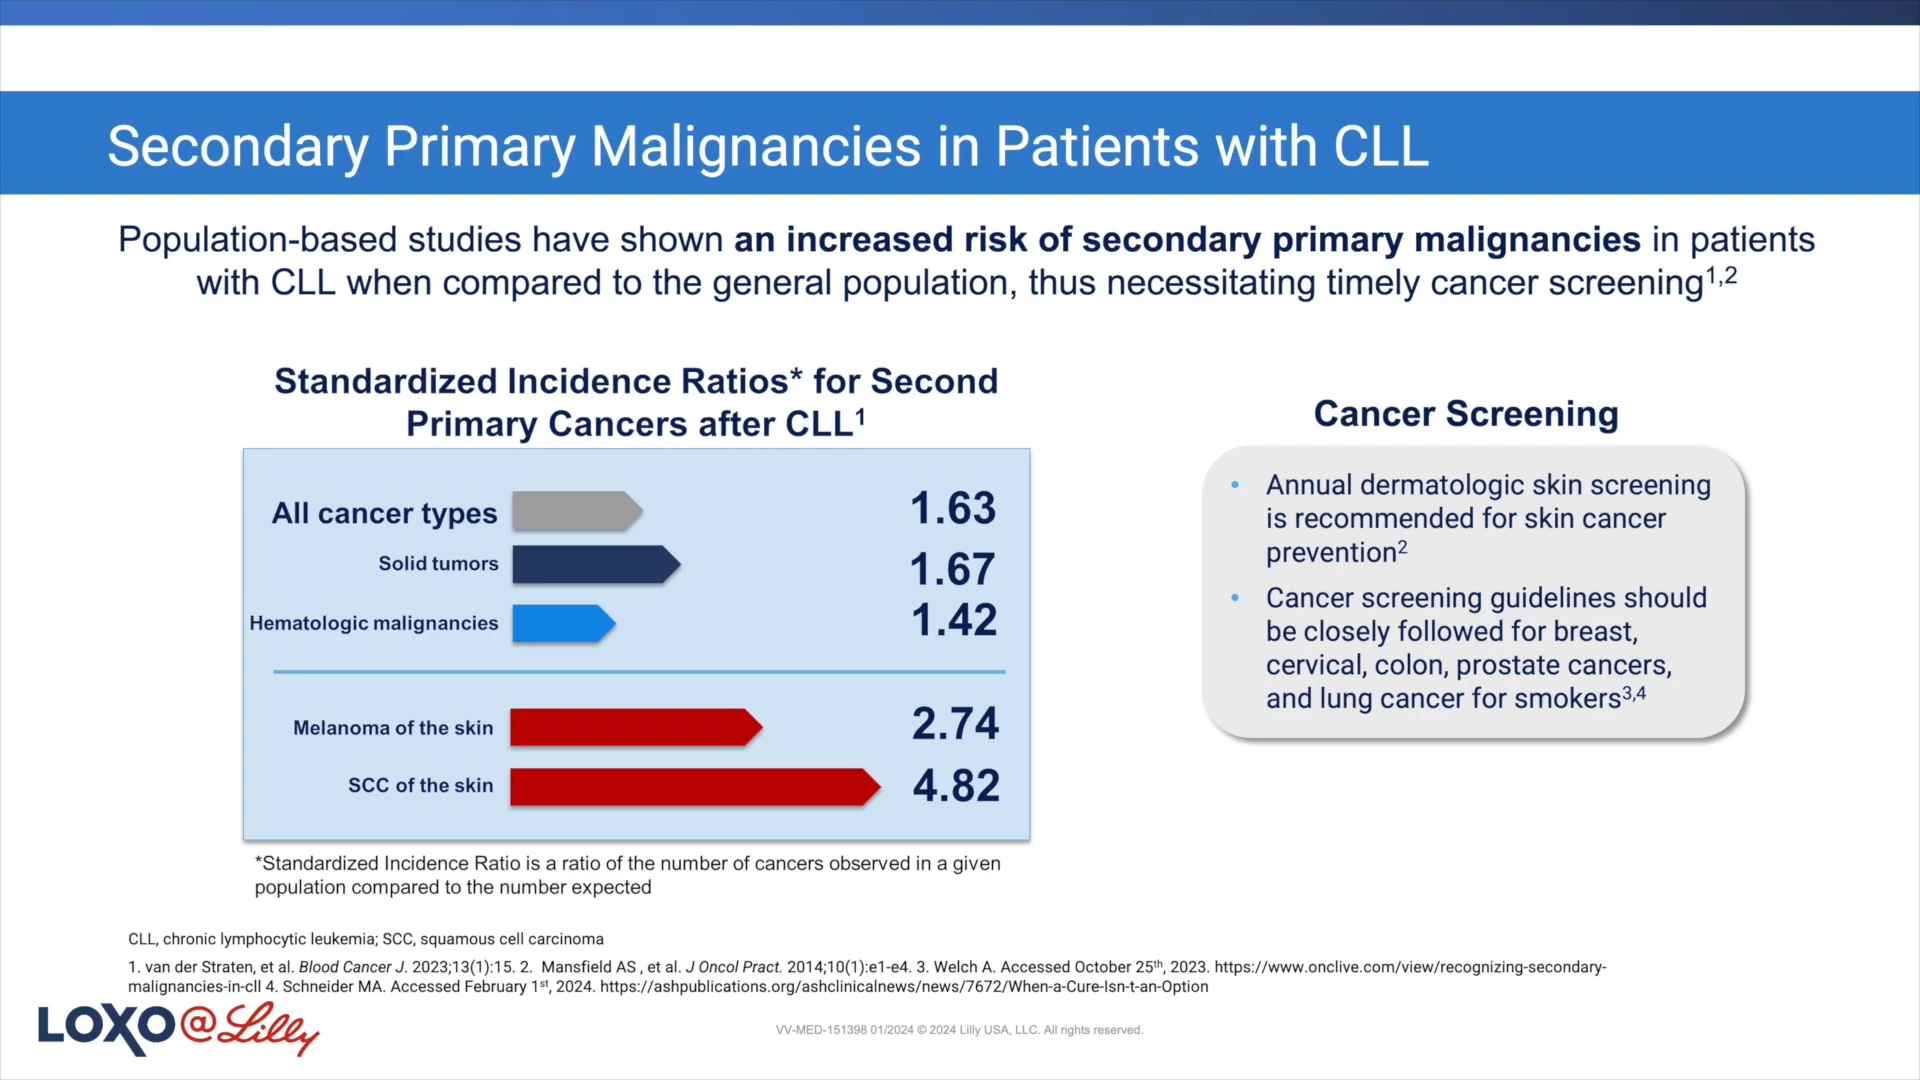 Secondary Primary Malignancies in Patients with CLL
Population-based studies have shown an increased risk of secondary primary malignancies in patients
with CLL when compared to the general population, thus necessitating timely cancer screening1,2
Standardized Incidence Ratios* for Second
Primary Cancers after CLL1
All cancer types 1.63
Solid tumors 1.67
Hematologic malignancies 1.42
Melanoma of the skin 2.74
SCC of the skin 4.82
*Standardized Incidence Ratio is a ratio of the number of cancers observed in a given
population compared to the number expected
Cancer Screening
• Annual dermatologic skin screening
is recommended for skin cancer
prevention2
• Cancer screening guidelines should
be closely followed for breast,
cervical, colon, prostate cancers,
and lung cancer for smokers3,4
CLL, chronic lymphocytic leukemia; SCC, squamous cell carcinoma
1. van der Straten, et al. Blood Cancer J. 2023;13(1):15. 2. Mansfield AS , et al. J Oncol Pract. 2014;10(1):e1-e4. 3. Welch A. Accessed October 25th, 2023. https://www.onclive.com/view/recognizing-secondary-
malignancies-in-cll 4. Schneider MA. Accessed February 1st, 2024. https://ashpublications.org/ashclinicalnews/news/7672/When-a-Cure-Isn-t-an-Option
LOXO@Lilly
VV-MED-151398 01/2024 © 2024 Lilly USA, LLC. All rights reserved.